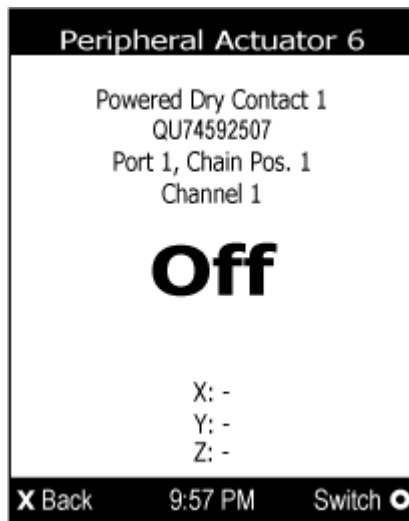 Peripheral Actuator 6
Powered Dry Contact 1
QU74592507
Port 1, Chain Pos. 1
Channel 1
Off
X: -
Y: -
Z: -
X Back 9:57 PM Switch O